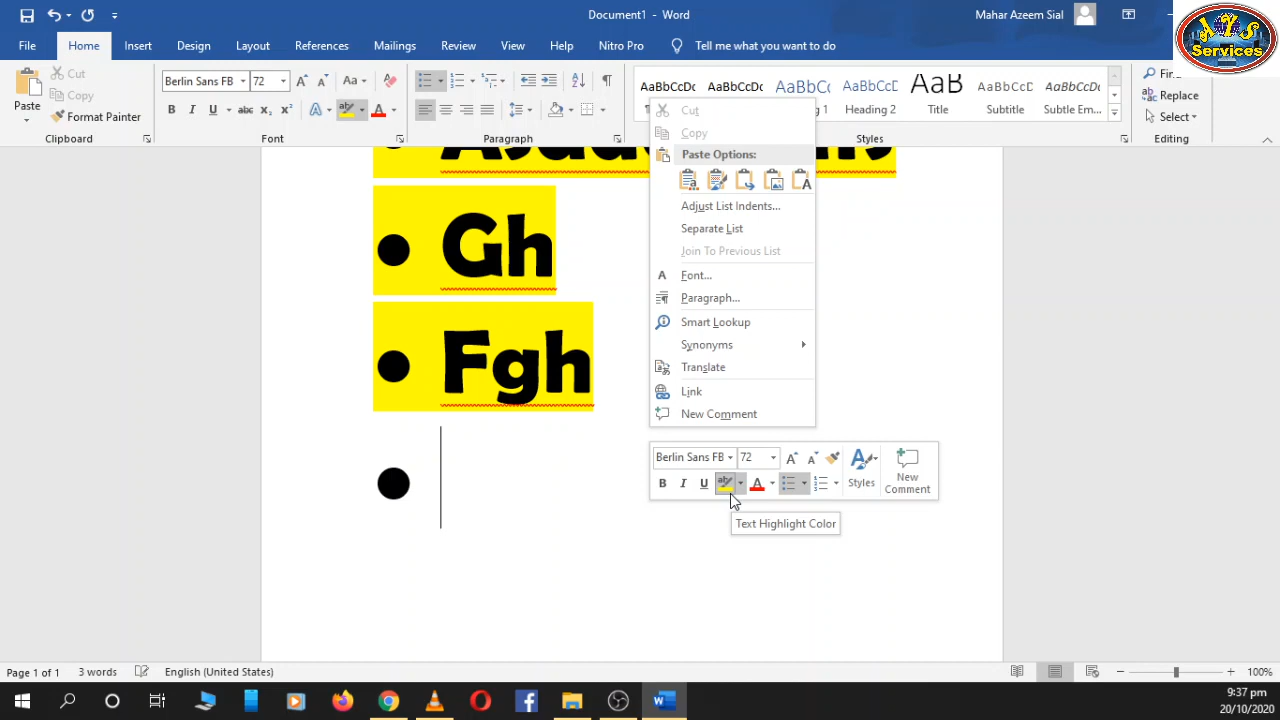 Document1 - Word
Mahar Azeem Sial
AYS
Services
File Home Insert Design Layout References Mailings Review View Help Nitro Pro Tell me what you want to do
Paste
Cut
Copy
Format Painter
Clipboard
Berlin Sans FB 72
Font
Paragraph
AaBbCcDc AaBbCcDc AaBbCc AaBbCcD AaB AaBbCcD AaBbCcDc
Heading 2 Title Subtitle Subtle Em...
Styles
Replace
Select
Editing
Cut
Copy
Paste Options:
Adjust List Indents...
Separate List
Join To Previous List
Font...
Paragraph...
Smart Lookup
Synonyms
Translate
Link
New Comment
• Gh
• Fgh
•
Berlin Sans FB 72
B I U
Styles
New Comment
Text Highlight Color
Page 1 of 1 3 words English (United States) 100%
9:37 pm
20/10/2020